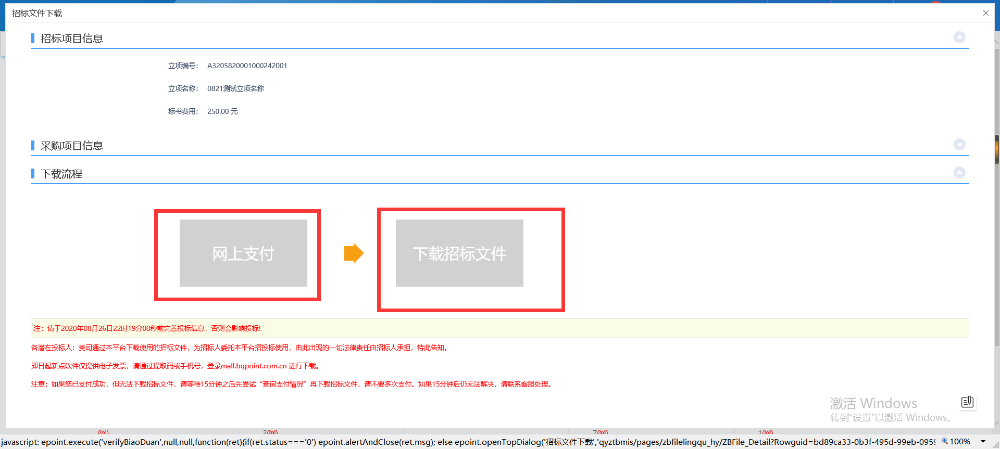 招标文件下载
招标项目信息
立项编号： A3205820001000242001
立项名称： 0821测试立项名称
标书费用： 250.00 元
采购项目信息
下载流程
网上支付
下载招标文件
注：请于2020年08月26日22时19分00秒前完善投标信息，否则会影响投标!
各潜在投标人：贵司通过本平台下载使用的招标文件，为招标人委托本平台招投标使用，由此出现的一切法律责任由招标人承担，特此告知。
即日起新点软件仅提供电子发票，请通过提取码或手机号，登录mall.bqpoint.com.cn 进行下载。
注意：如果您已支付成功，但无法下载招标文件，请等待15分钟之后先尝试“查询支付情况”再下载招标文件，请不要多次支付。如果15分钟后仍无法解决，请联系客服处理。
激活 Windows
转到“设置”以激活 Windows。
(网) 2(网) 7(网) 1(网)
javascript: epoint.execute('verifyBiaoDuan',null,null,function(ret){if(ret.status==='0') epoint.alertAndClose(ret.msg); else epoint.openTopDialog('招标文件下载','qyztbmis/pages/zbfilelingqu_hy/ZBFile_Detail?Rowguid=bd89ca33-0b3f-495d-99eb-0959 100%